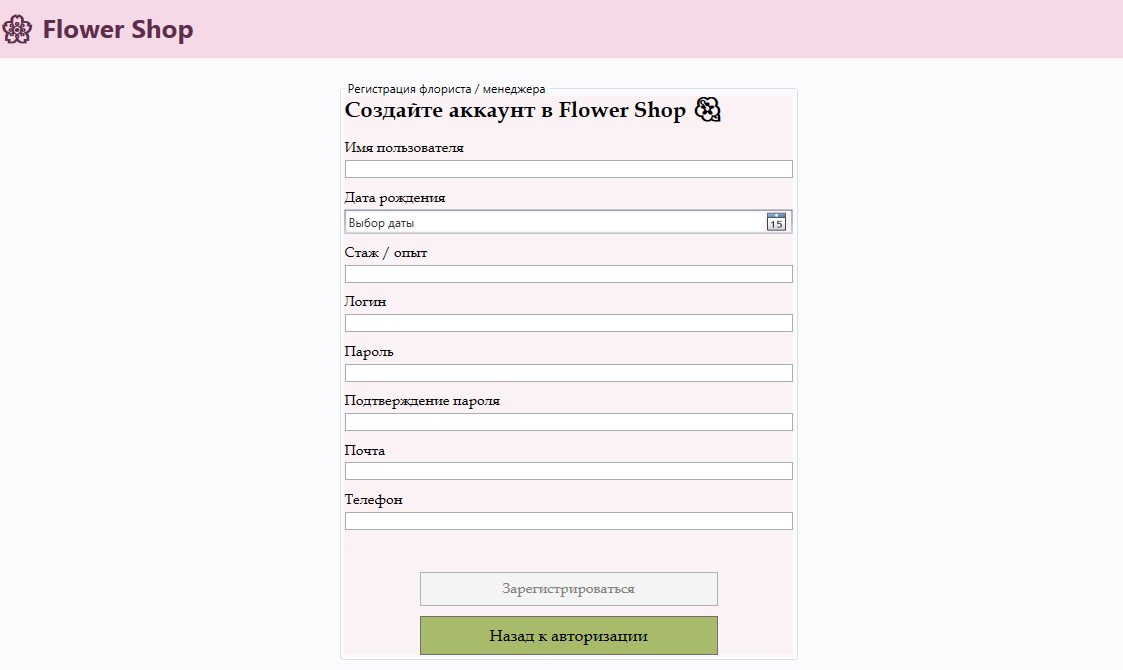 Flower Shop
Регистрация флориста / менеджера
Создайте аккаунт в Flower Shop
Имя пользователя
Дата рождения
Выбор даты
15
Стаж / опыт
Логин
Пароль
Подтверждение пароля
Почта
Телефон
Зарегистрироваться
Назад к авторизации